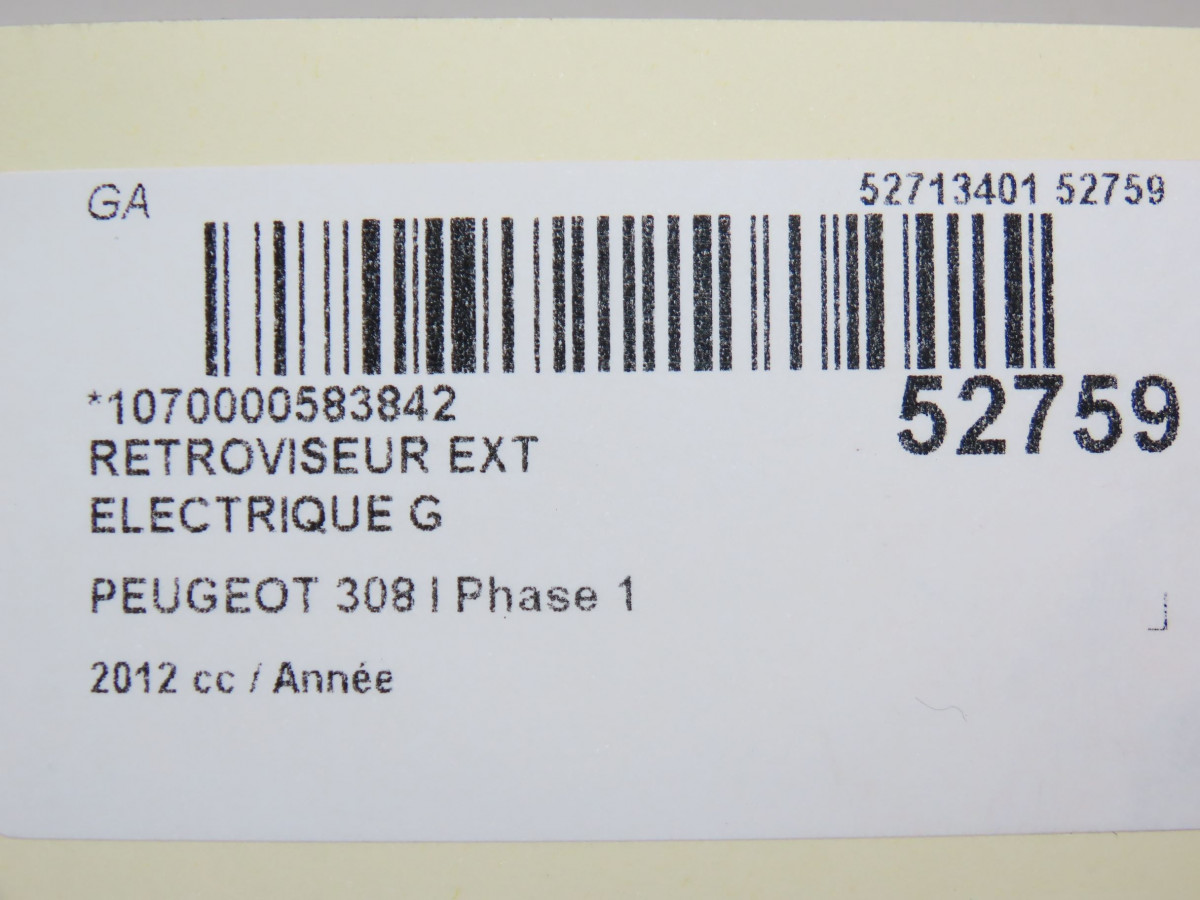 GA
52713401 52759
*1070000583842
52759
RETROVISEUR EXT
ELECTRIQUE G
PEUGEOT 308 I Phase 1
2012 cc / Année